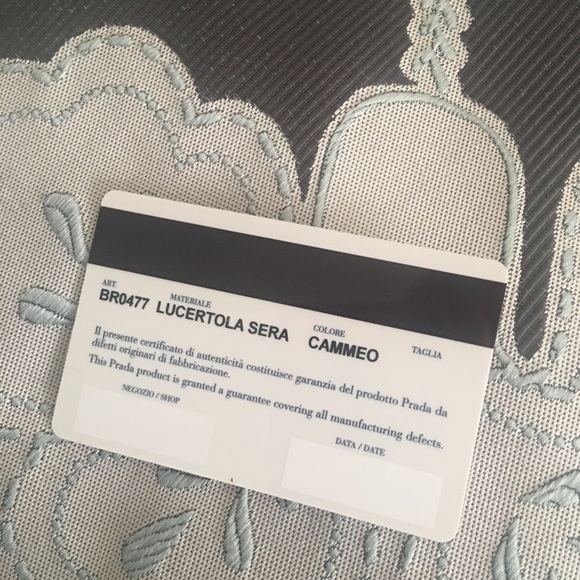 ART. MATERIALE COLORE TAGLIA
BR0477 LUCERTOLA SERA CAMMEO
Il presente certificato di autenticità costituisce garanzia del prodotto Prada da
difetti originari di fabbricazione.
This Prada product is granted a guarantee covering all manufacturing defects.
NEGOZIO / SHOP DATA / DATE